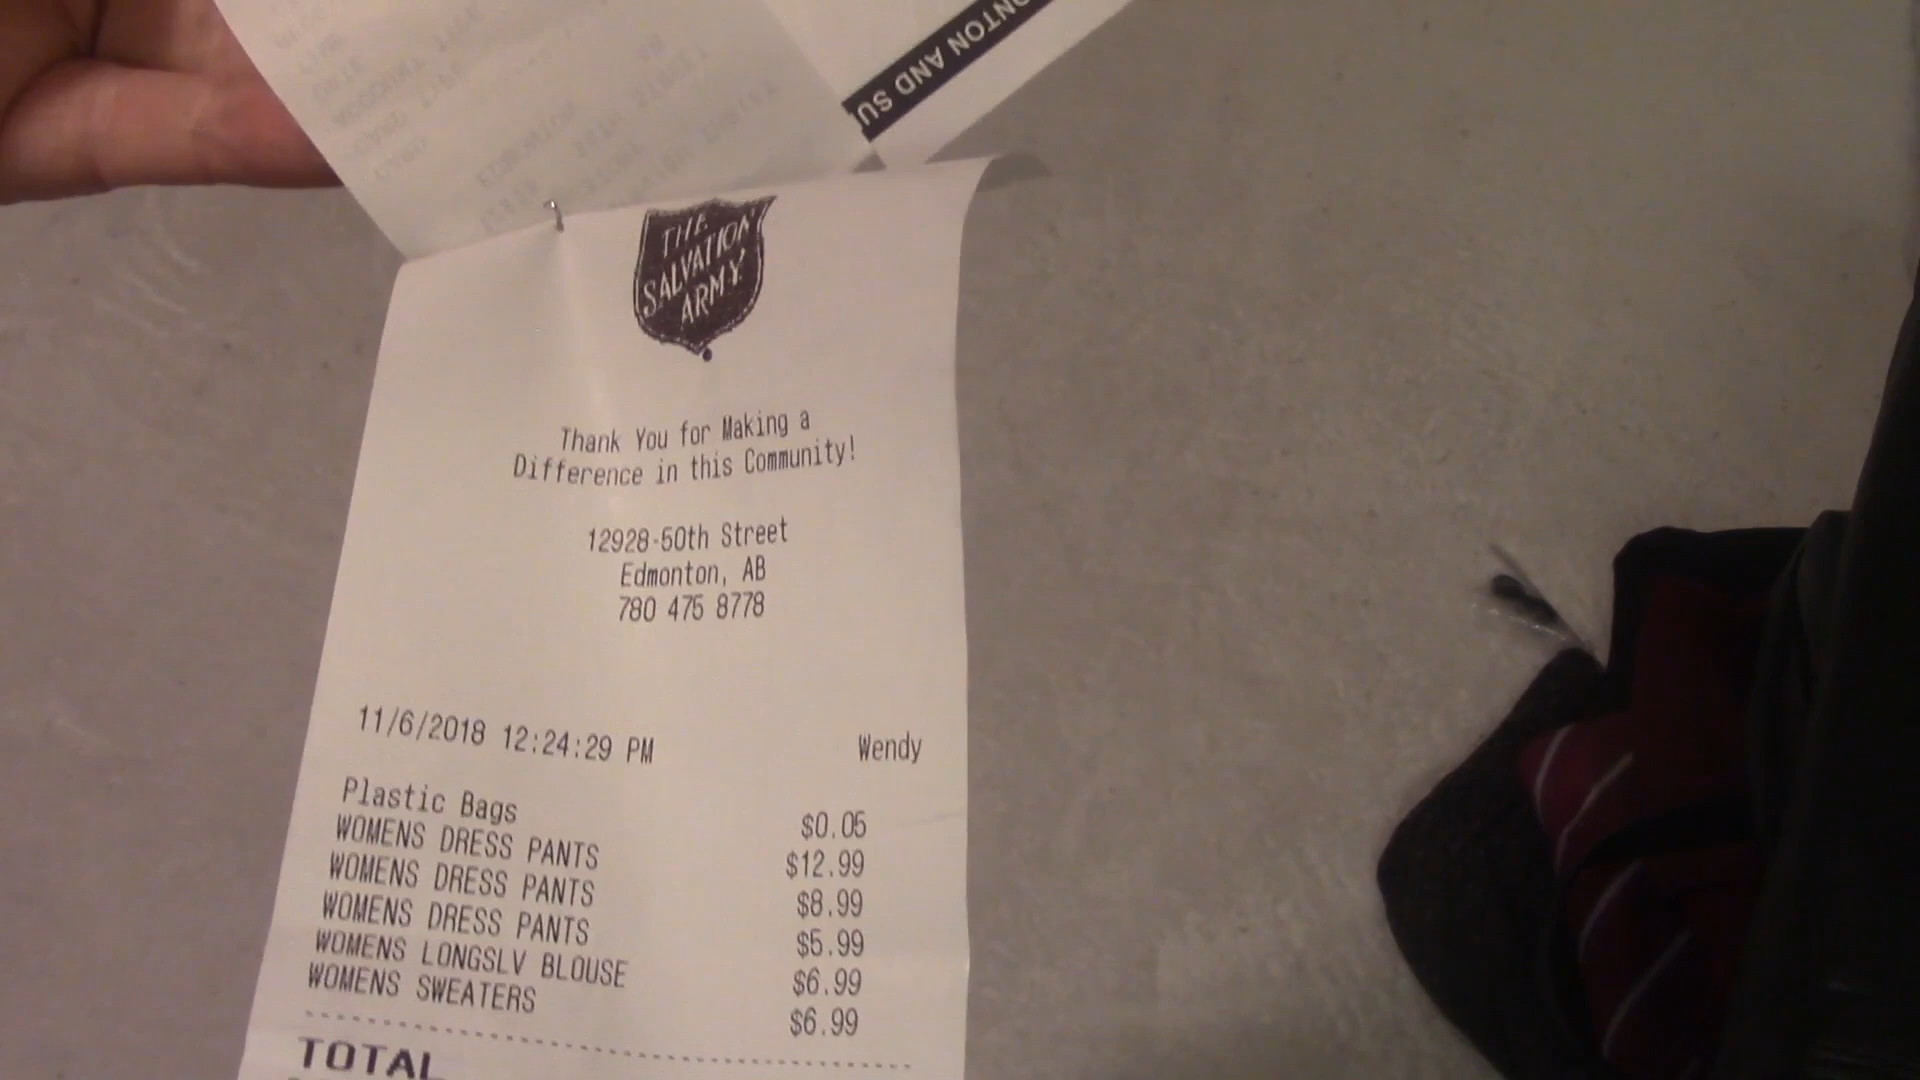 ONTON AND SU
THE
SALVATION
ARMY
Thank You for Making a
Difference in this Community!
12928-50th Street
Edmonton, AB
780 475 8778
11/6/2018 12:24:29 PM Wendy
Plastic Bags $0.05
WOMENS DRESS PANTS $12.99
WOMENS DRESS PANTS $8.99
WOMENS DRESS PANTS $5.99
WOMENS LONGSLV BLOUSE $6.99
WOMENS SWEATERS $6.99
TOTAL